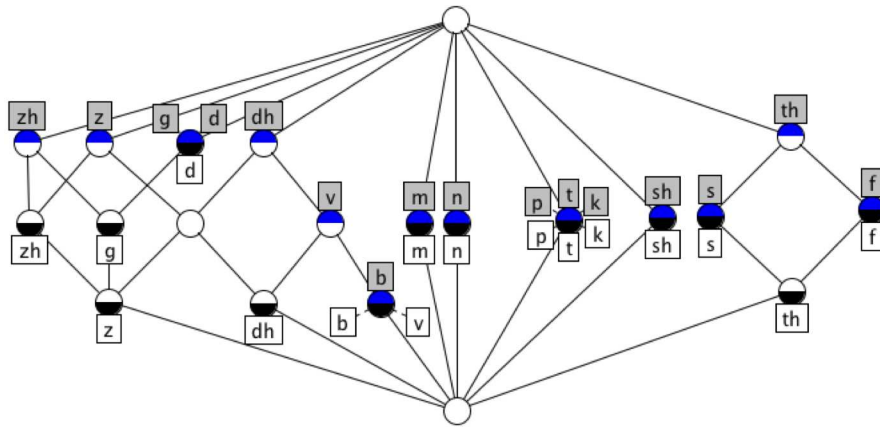 zh z g d dh th
d
v m n p t k sh s f
zh g m n p t k sh s f
b
z dh b v th